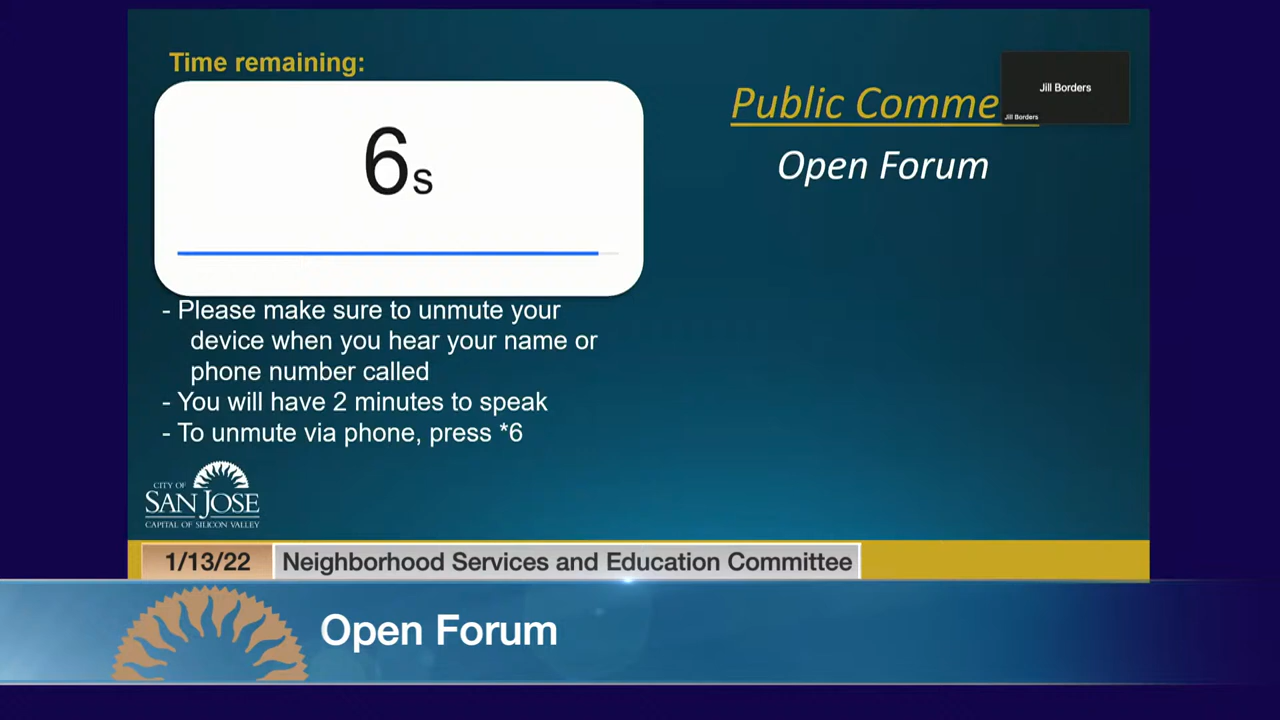 Time remaining:
6s
Public Comme
Jill Borders
Jill Borders
Open Forum
- Please make sure to unmute your
device when you hear your name or
phone number called
- You will have 2 minutes to speak
- To unmute via phone, press *6
CITY OF
SAN JOSE
CAPITAL OF SILICON VALLEY
1/13/22 Neighborhood Services and Education Committee
Open Forum